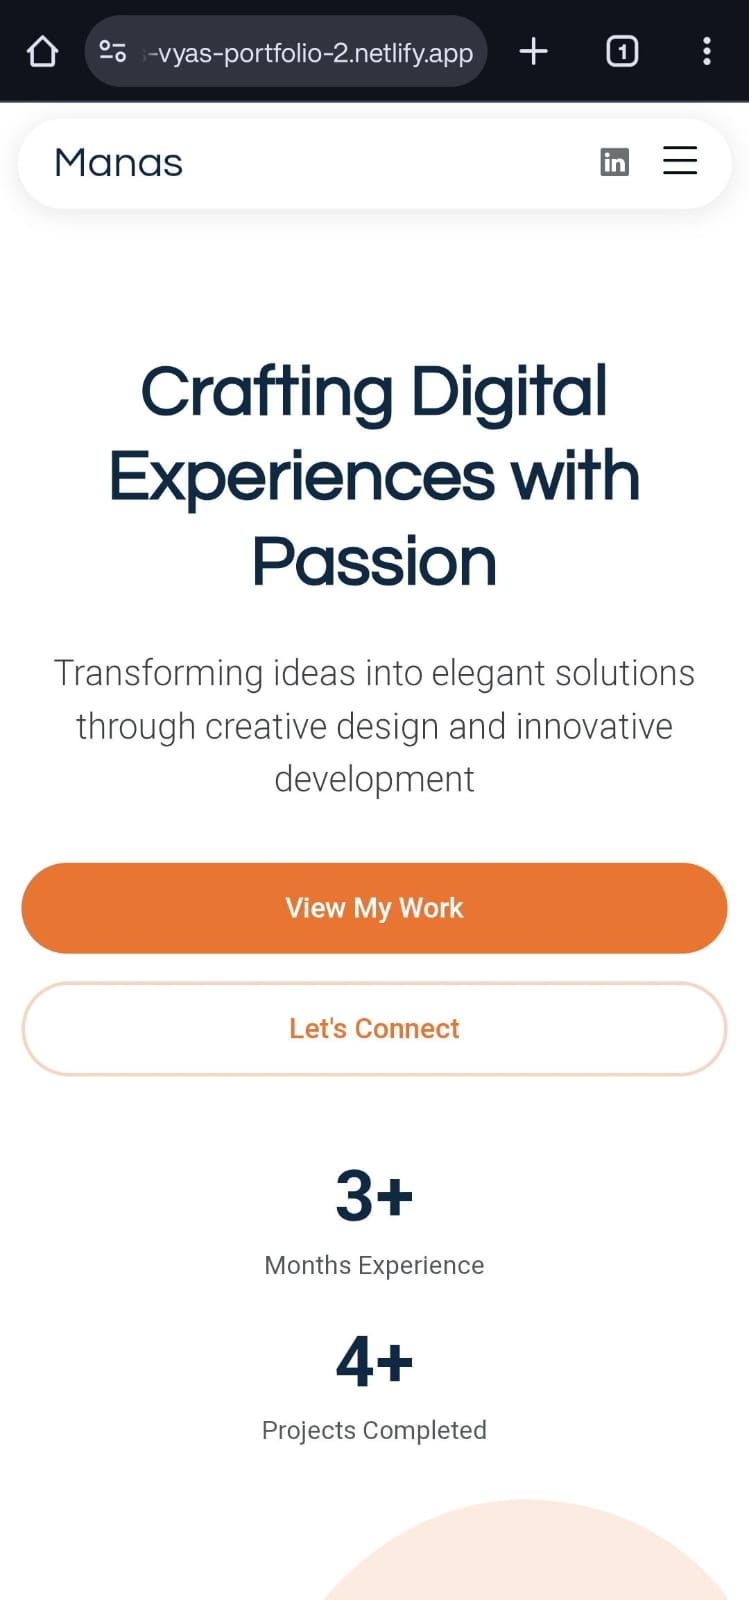 -vyas-portfolio-2.netlify.app
1
Manas
in
Crafting Digital
Experiences with
Passion
Transforming ideas into elegant solutions
through creative design and innovative
development
View My Work
Let's Connect
3+
Months Experience
4+
Projects Completed